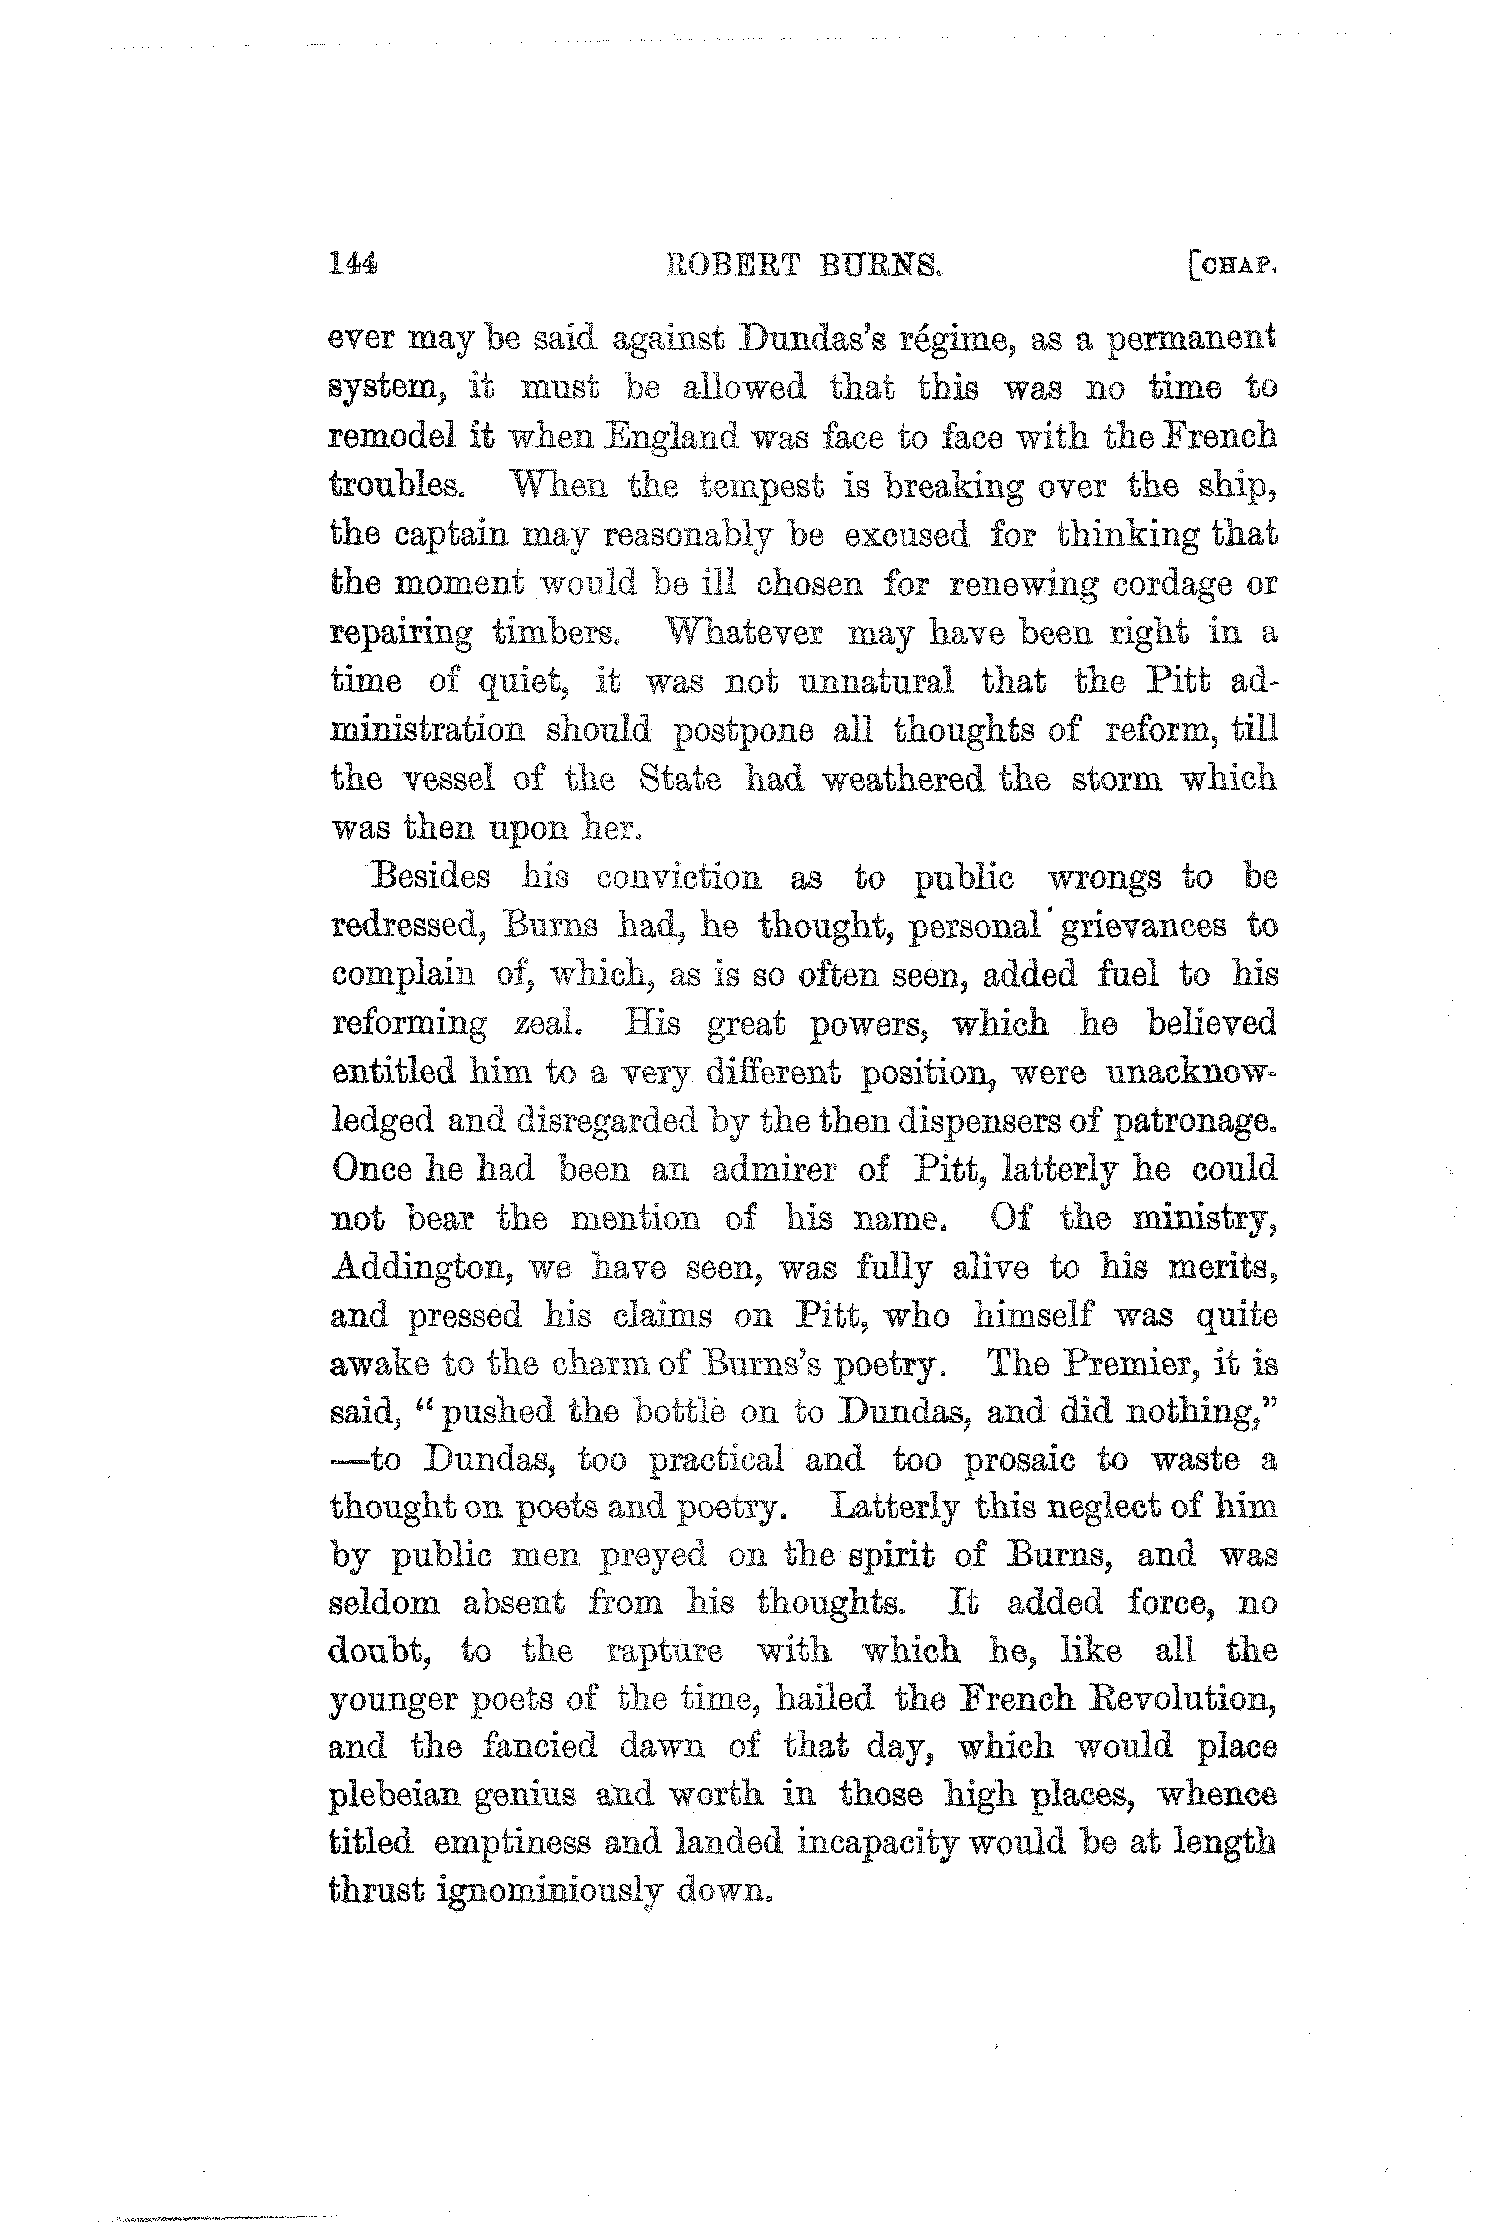 144 ROBERT BURNS. [CHAP.
ever may be said against Dundas's régime, as a permanent
system, it must be allowed that this was no time to
remodel it when England was face to face with the French
troubles. When the tempest is breaking over the ship,
the captain may reasonably be excused for thinking that
the moment would be ill chosen for renewing cordage or
repairing timbers. Whatever may have been right in a
time of quiet, it was not unnatural that the Pitt ad-
ministration should postpone all thoughts of reform, till
the vessel of the State had weathered the storm which
was then upon her.
Besides his conviction as to public wrongs to be
redressed, Burns had, he thought, personal grievances to
complain of, which, as is so often seen, added fuel to his
reforming zeal. His great powers, which he believed
entitled him to a very different position, were unacknow-
ledged and disregarded by the then dispensers of patronage.
Once he had been an admirer of Pitt, latterly he could
not bear the mention of his name. Of the ministry,
Addington, we have seen, was fully alive to his merits,
and pressed his claims on Pitt, who himself was quite
awake to the charm of Burns's poetry. The Premier, it is
said, "pushed the bottle on to Dundas, and did nothing,"
—to Dundas, too practical and too prosaic to waste a
thought on poets and poetry. Latterly this neglect of him
by public men preyed on the spirit of Burns, and was
seldom absent from his thoughts. It added force, no
doubt, to the rapture with which he, like all the
younger poets of the time, hailed the French Revolution,
and the fancied dawn of that day, which would place
plebeian genius and worth in those high places, whence
titled emptiness and landed incapacity would be at length
thrust ignominiously down.